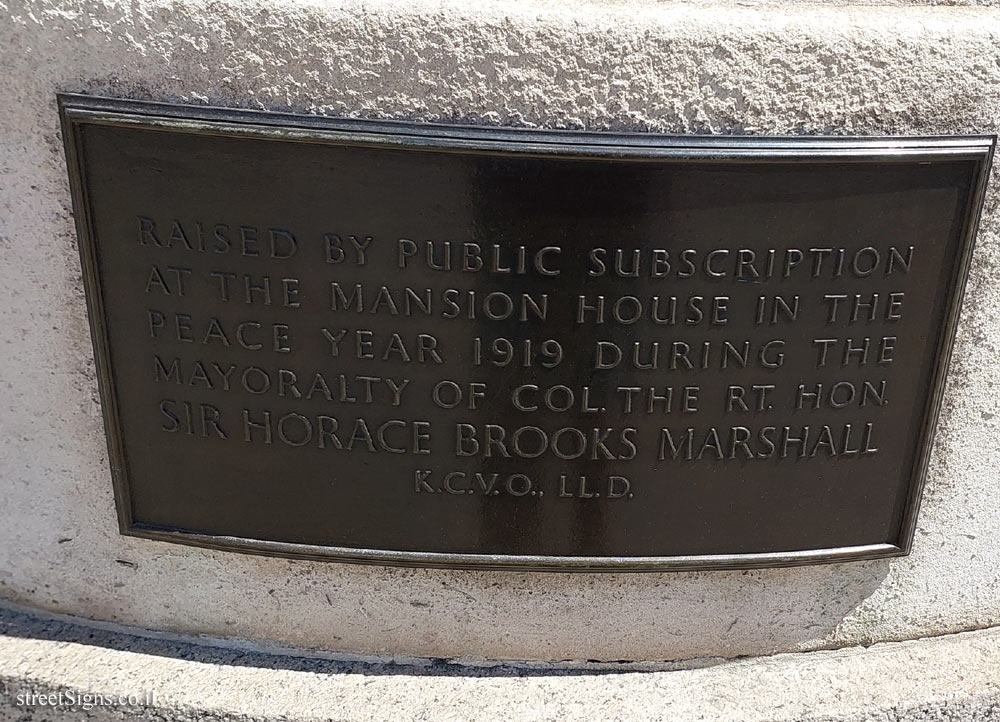 RAISED BY PUBLIC SUBSCRIPTION
AT THE MANSION HOUSE IN THE
PEACE YEAR 1919 DURING THE
MAYORALTY OF COL. THE RT. HON.
SIR HORACE BROOKS MARSHALL
K.C.V.O., LL.D.
streetSigns.co.il